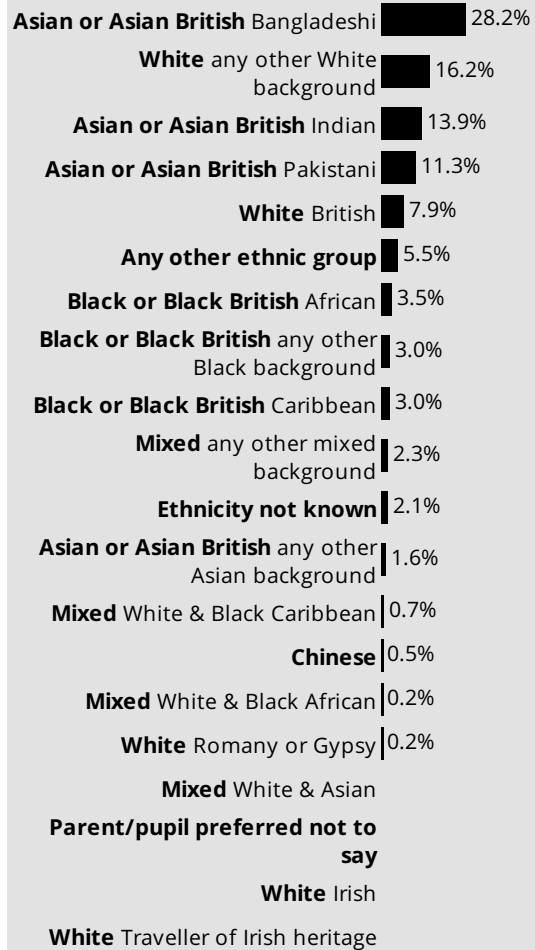 Asian or Asian British Bangladeshi 28.2%
White any other White
background 16.2%
Asian or Asian British Indian 13.9%
Asian or Asian British Pakistani 11.3%
White British 7.9%
Any other ethnic group 5.5%
Black or Black British African 3.5%
Black or Black British any other
Black background 3.0%
Black or Black British Caribbean 3.0%
Mixed any other mixed
background 2.3%
Ethnicity not known 2.1%
Asian or Asian British any other
Asian background 1.6%
Mixed White & Black Caribbean 0.7%
Chinese 0.5%
Mixed White & Black African 0.2%
White Romany or Gypsy 0.2%
Mixed White & Asian
Parent/pupil preferred not to
say
White Irish
White Traveller of Irish heritage